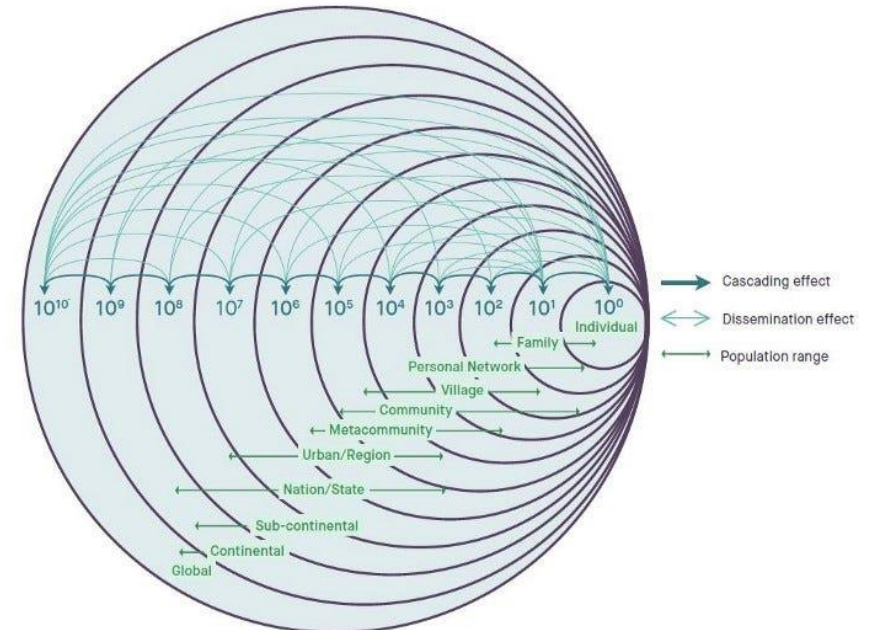 10¹⁰ 10⁹ 10⁸ 10⁷ 10⁶ 10⁵ 10⁴ 10³ 10² 10¹ 10⁰
Individual
Family
Personal Network
Village
Community
Metacommunity
Urban/Region
Nation/State
Sub-continental
Continental
Global
Cascading effect
Dissemination effect
Population range